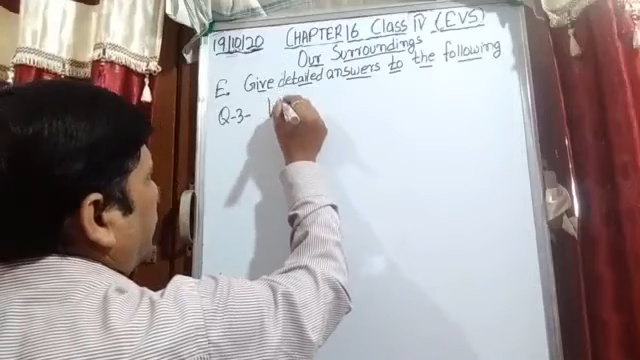 19/10/20 CHAPTER 16 Class IV (EVS)
Our Surroundings
E. Give detailed answers to the following
Q-3-